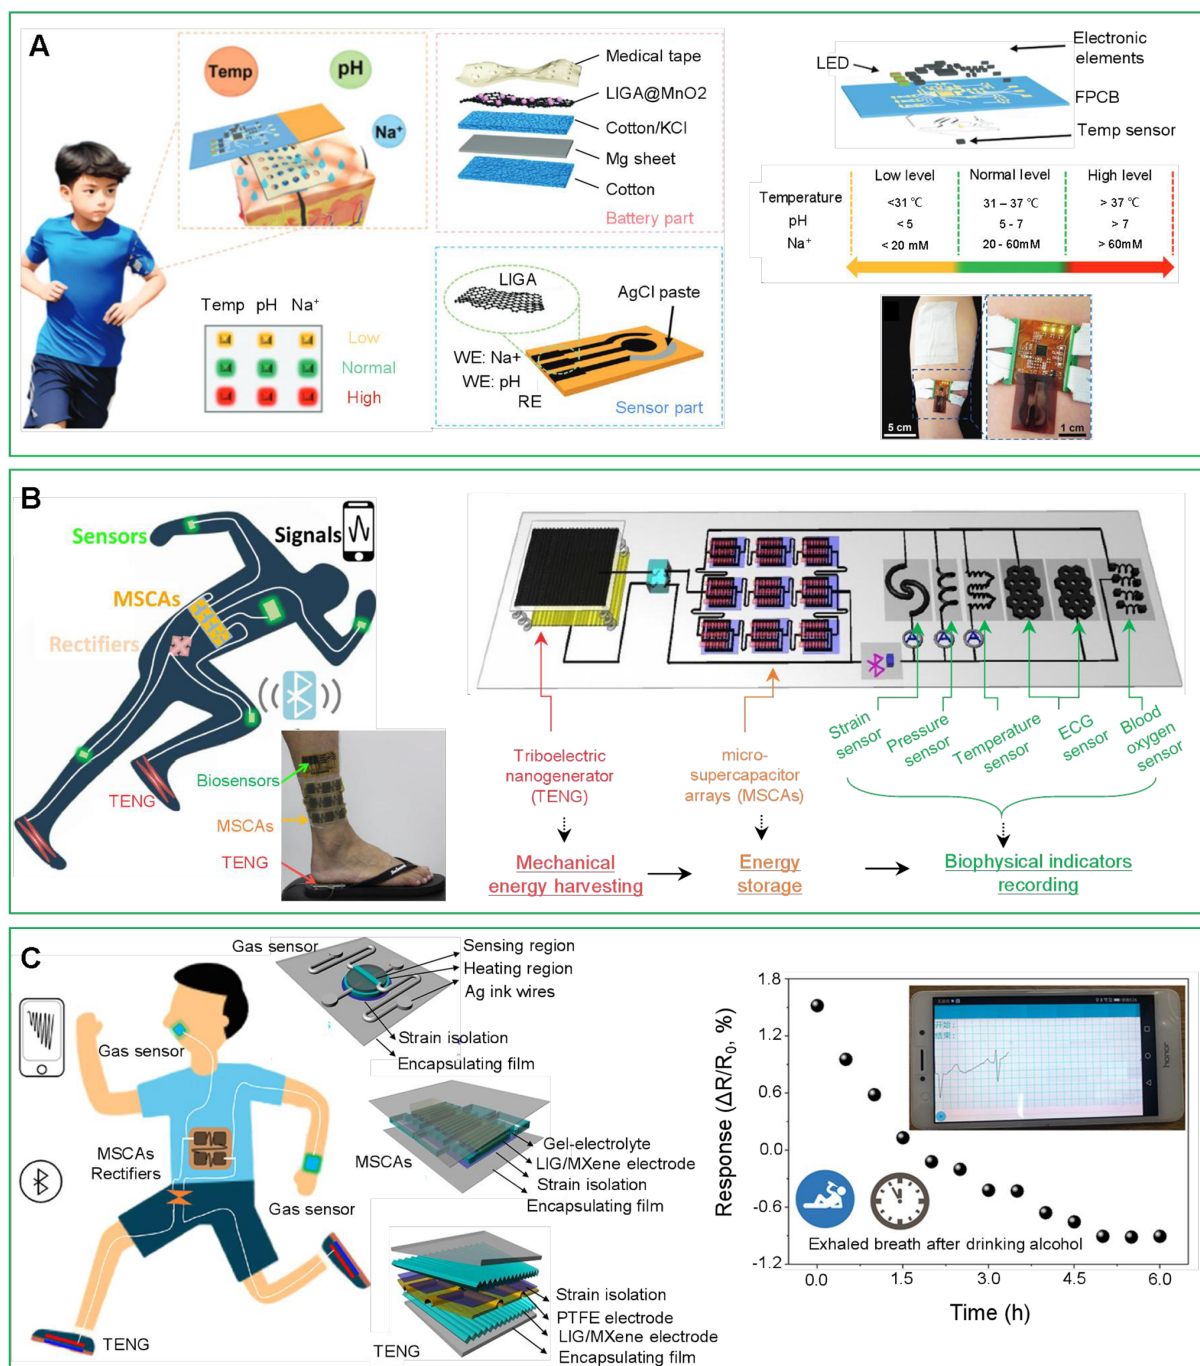 A
Temp
pH
Na⁺
Temp pH Na⁺
Low
Normal
High
Medical tape
LIGA@MnO2
Cotton/KCl
Mg sheet
Cotton
Battery part
LIGA
AgCl paste
WE: Na+
WE: pH
RE
Sensor part
Electronic
elements
LED
FPCB
Temp sensor
Low level Normal level High level
Temperature <31 ℃ 31 – 37 ℃ > 37 ℃
pH < 5 5 - 7 > 7
Na⁺ < 20 mM 20 - 60mM > 60mM
5 cm
1 cm
B
Sensors
Signals
MSCAs
Rectifiers
TENG
Biosensors
MSCAs
TENG
Triboelectric
nanogenerator
(TENG)
micro-
supercapacitor
arrays (MSCAs)
Strain
sensor
Pressure
sensor
Temperature
sensor
ECG
sensor
Blood
oxygen sensor
Mechanical
energy harvesting
Energy
storage
Biophysical indicators
recording
C
Gas sensor
MSCAs
Rectifiers
Gas sensor
TENG
Gas sensor
Sensing region
Heating region
Ag ink wires
Strain isolation
Encapsulating film
MSCAs
Gel-electrolyte
LIG/MXene electrode
Strain isolation
Encapsulating film
TENG
Strain isolation
PTFE electrode
LIG/MXene electrode
Encapsulating film
Response (ΔR/R₀, %)
1.8
1.2
0.6
0.0
-0.6
-1.2
开始:
结束:
honor
Exhaled breath after drinking alcohol
0.0 1.5 3.0 4.5 6.0
Time (h)